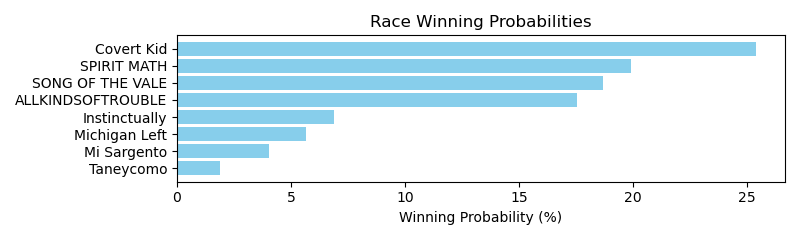 Race Winning Probabilities
Covert Kid
SPIRIT MATH
SONG OF THE VALE
ALLKINDSOFTROUBLE
Instinctually
Michigan Left
Mi Sargento
Taneycomo
0 5 10 15 20 25
Winning Probability (%)